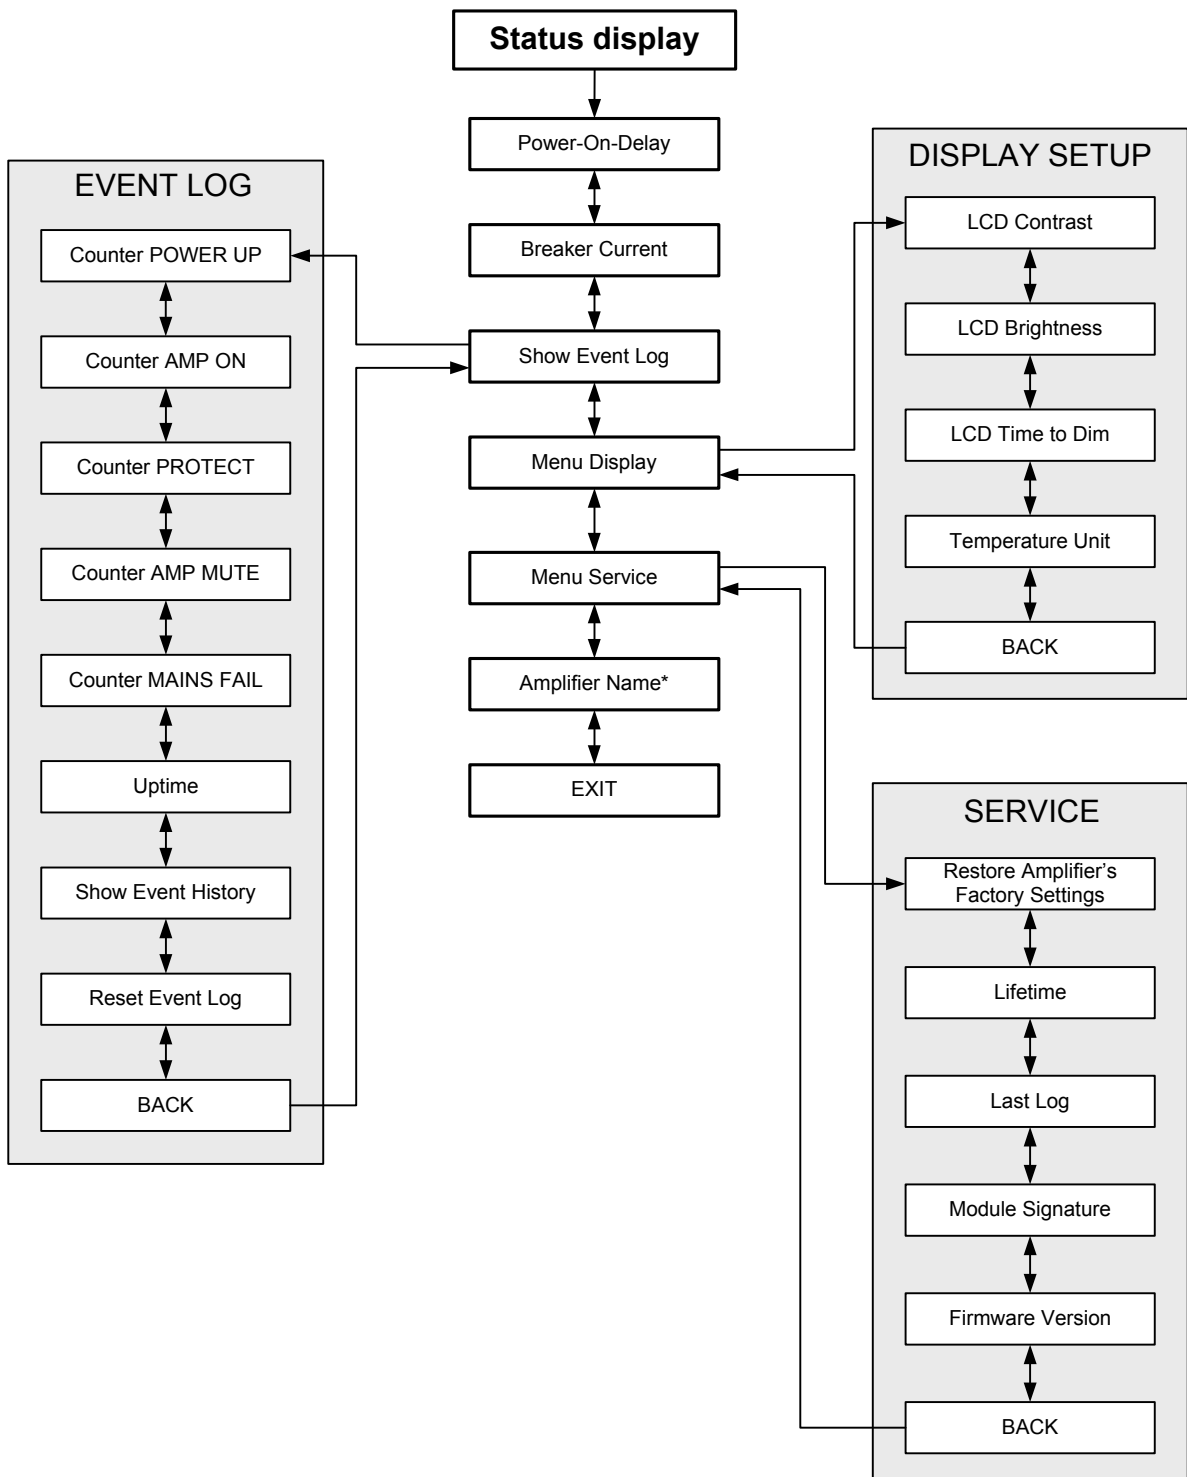 Status display
Power-On-Delay
Breaker Current
Show Event Log
Menu Display
Menu Service
Amplifier Name*
EXIT
EVENT LOG
Counter POWER UP
Counter AMP ON
Counter PROTECT
Counter AMP MUTE
Counter MAINS FAIL
Uptime
Show Event History
Reset Event Log
BACK
DISPLAY SETUP
LCD Contrast
LCD Brightness
LCD Time to Dim
Temperature Unit
BACK
SERVICE
Restore Amplifier’s
Factory Settings
Lifetime
Last Log
Module Signature
Firmware Version
BACK